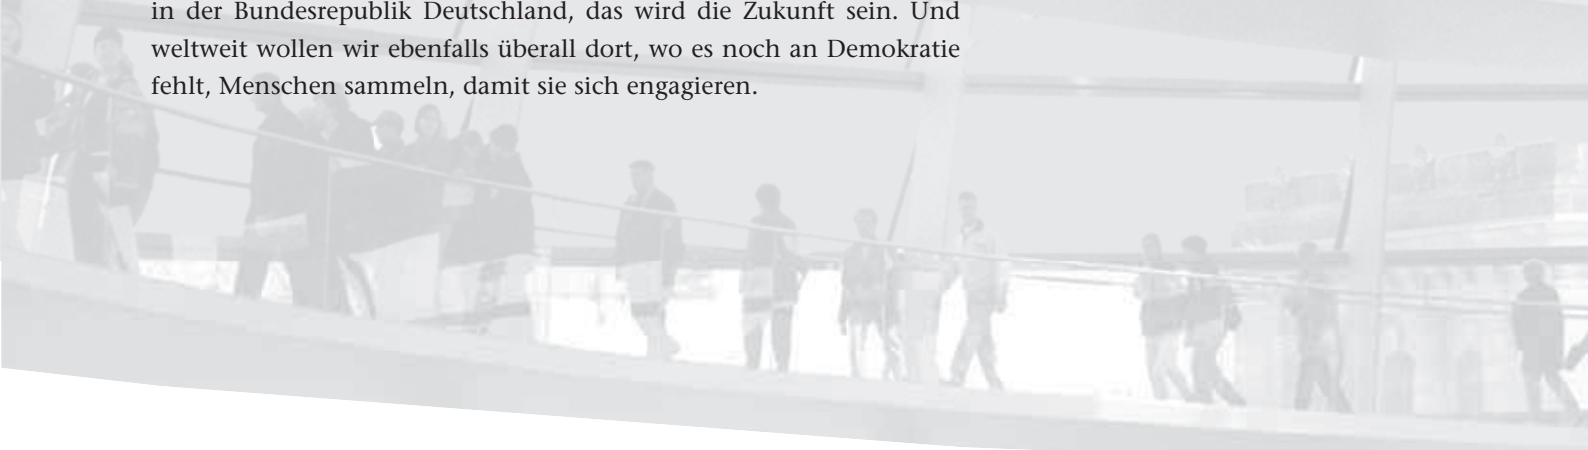 in der Bundesrepublik Deutschland, das wird die Zukunft sein. Und
weltweit wollen wir ebenfalls überall dort, wo es noch an Demokratie
fehlt, Menschen sammeln, damit sie sich engagieren.